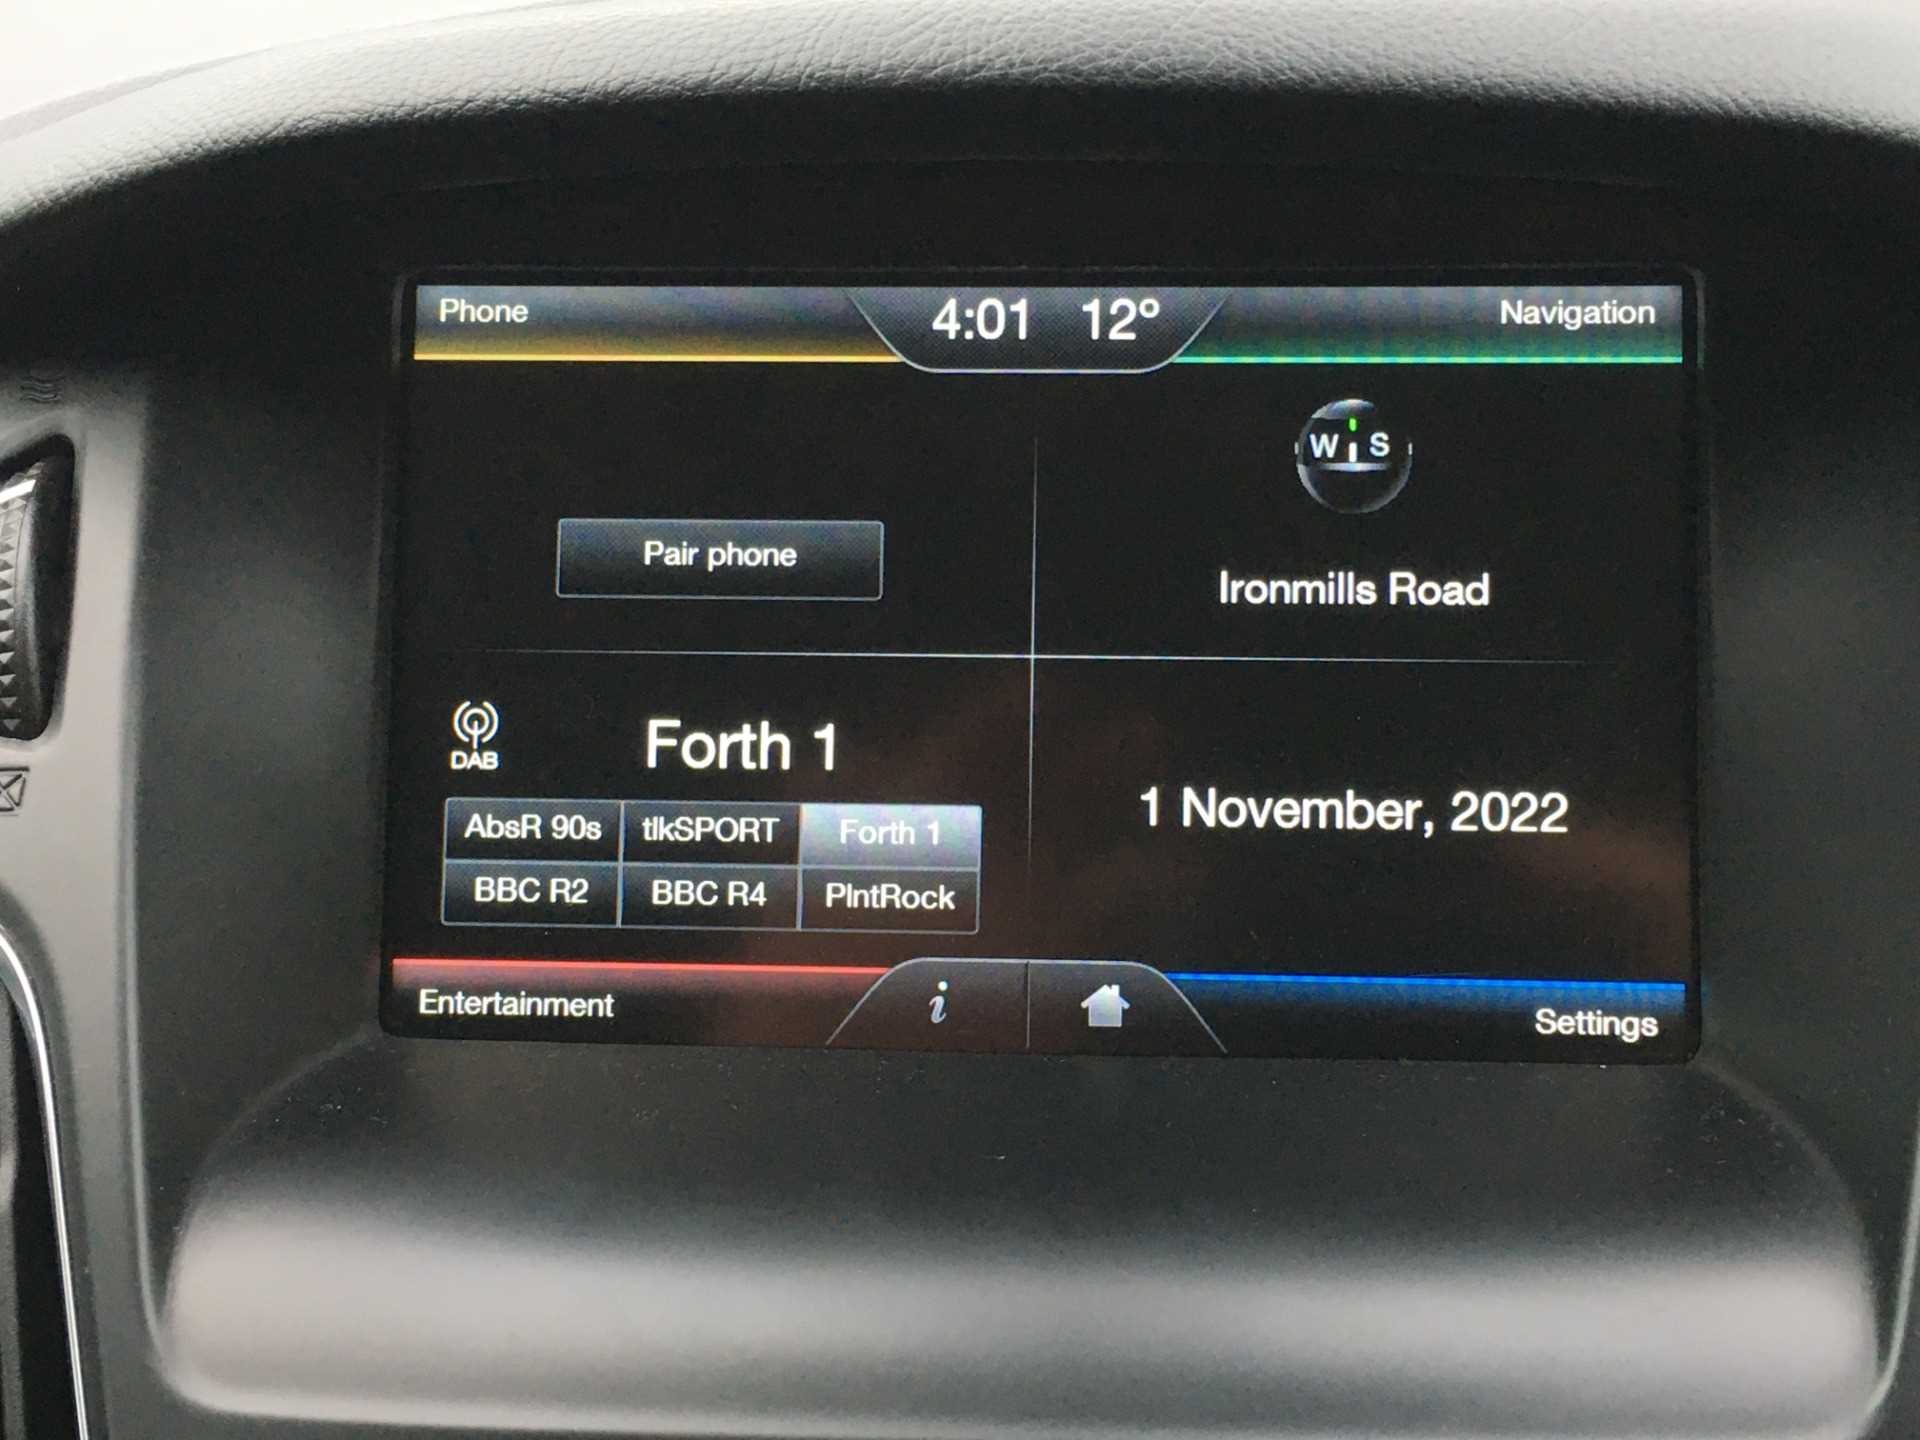 Phone
4:01 12°
Navigation
W S
Pair phone
Ironmills Road
DAB
Forth 1
AbsR 90s tlkSPORT Forth 1
BBC R2 BBC R4 PlntRock
1 November, 2022
Entertainment
i
Settings